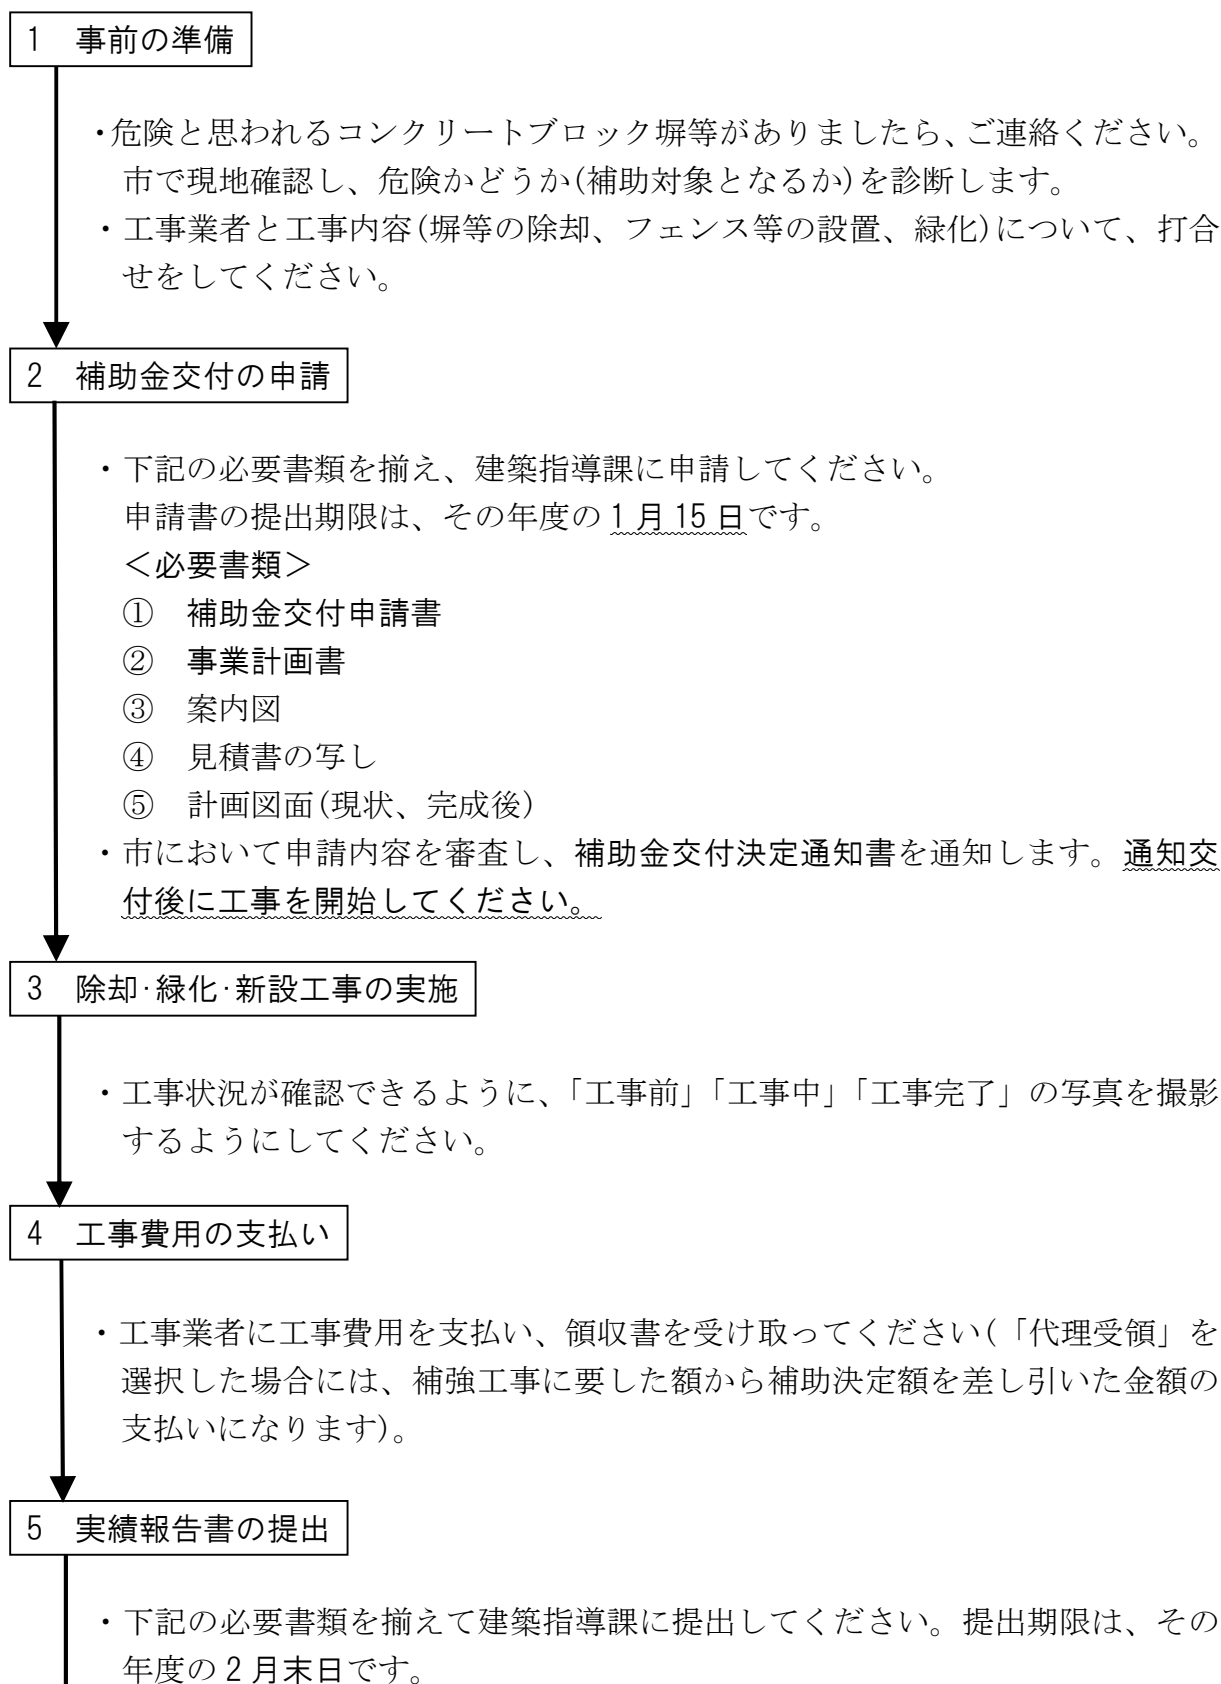 1 事前の準備
・危険と思われるコンクリートブロック塀等がありましたら、ご連絡ください。
市で現地確認し、危険かどうか(補助対象となるか)を診断します。
・工事業者と工事内容(塀等の除却、フェンス等の設置、緑化)について、打合
せをしてください。
2 補助金交付の申請
・下記の必要書類を揃え、建築指導課に申請してください。
申請書の提出期限は、その年度の1月15日です。
＜必要書類＞
① 補助金交付申請書
② 事業計画書
③ 案内図
④ 見積書の写し
⑤ 計画図面(現状、完成後)
・市において申請内容を審査し、補助金交付決定通知書を通知します。通知交
付後に工事を開始してください。
3 除却･緑化･新設工事の実施
・工事状況が確認できるように、「工事前」「工事中」「工事完了」の写真を撮影
するようにしてください。
4 工事費用の支払い
・工事業者に工事費用を支払い、領収書を受け取ってください(「代理受領」を
選択した場合には、補強工事に要した額から補助決定額を差し引いた金額の
支払いになります)。
5 実績報告書の提出
・下記の必要書類を揃えて建築指導課に提出してください。提出期限は、その
年度の2月末日です。